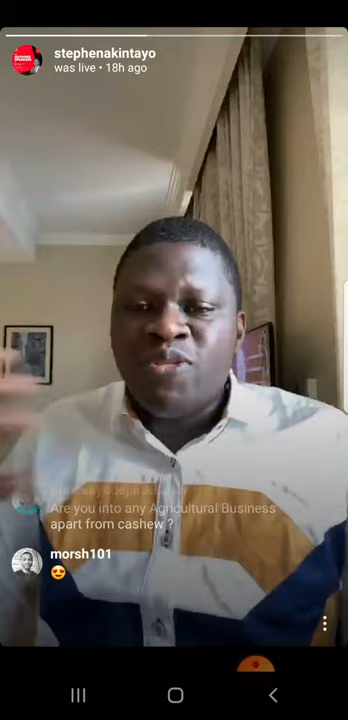 stephenakintayo
was live • 18h ago
Are you into any Agricultural Business
apart from cashew ?
morsh101
😍